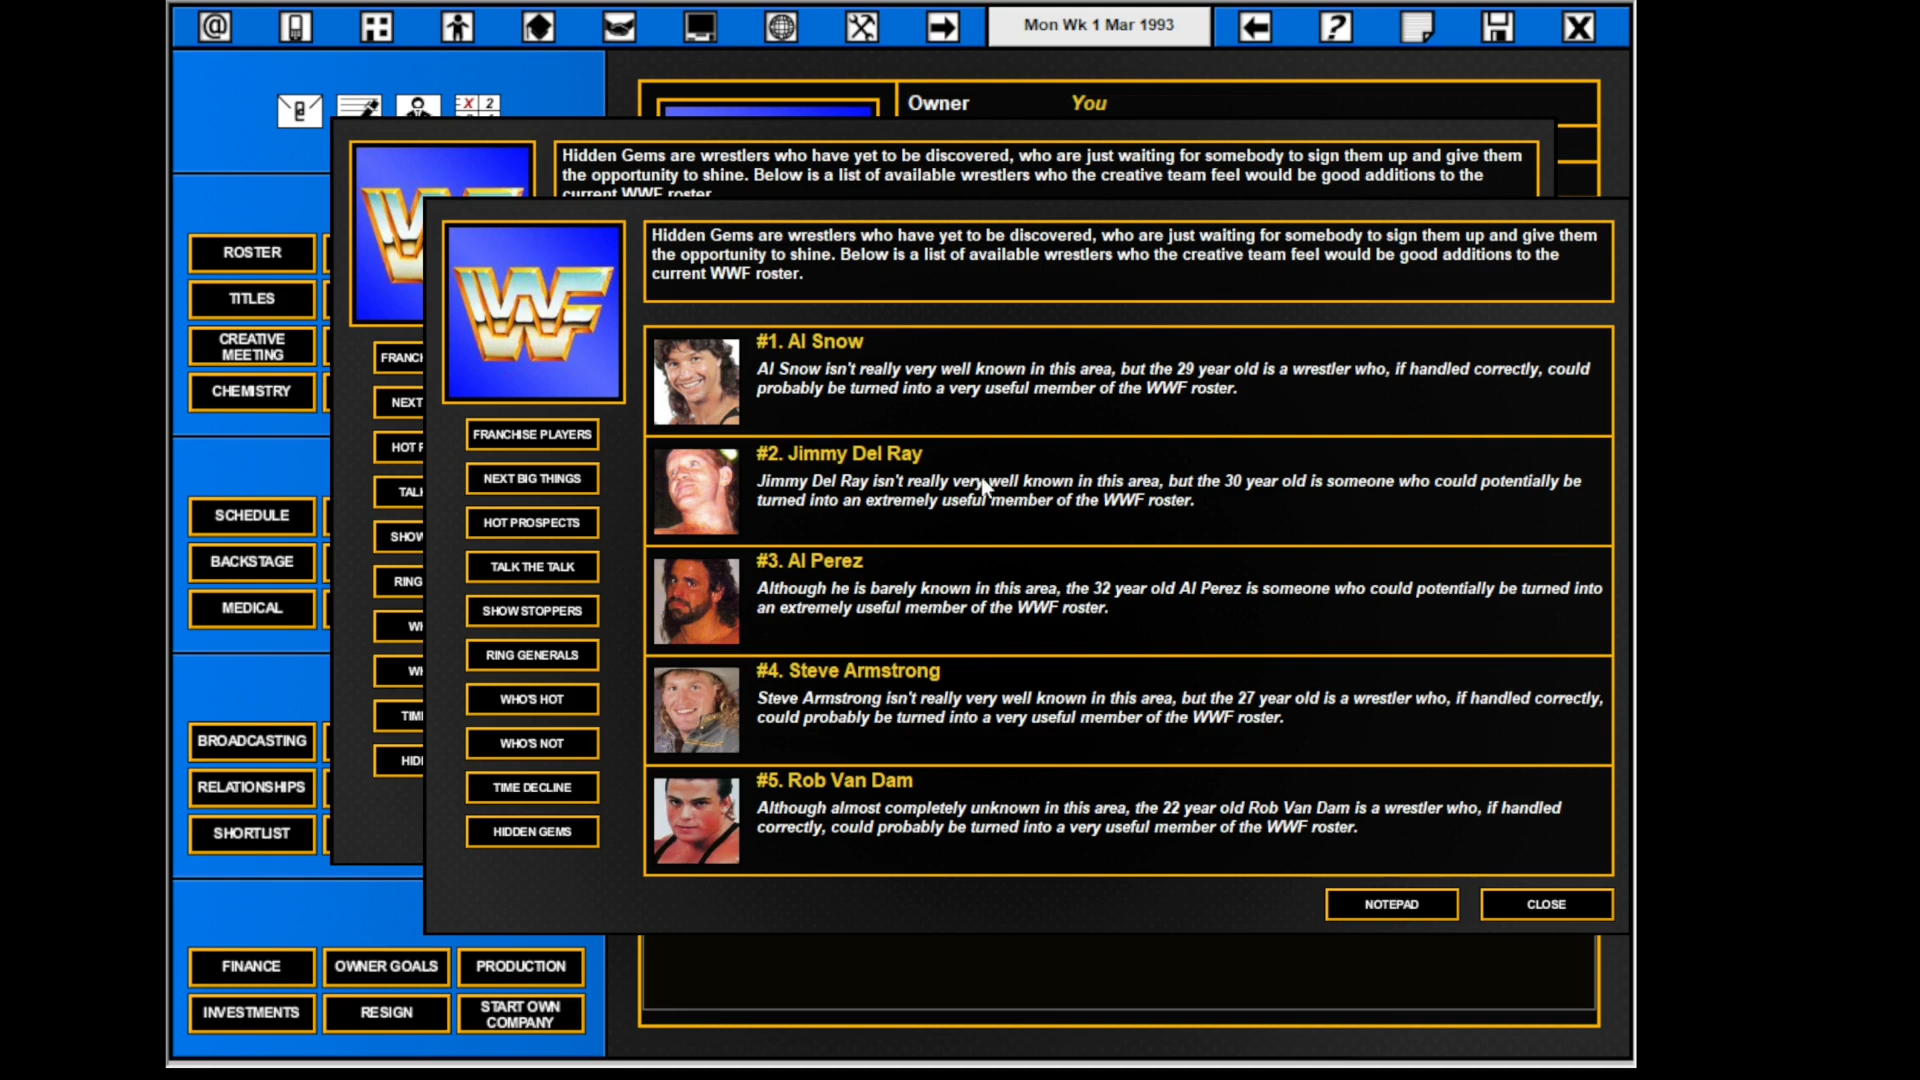 Mon Wk 1 Mar 1993
Owner
You
Hidden Gems are wrestlers who have yet to be discovered, who are just waiting for somebody to sign them up and give them
the opportunity to shine. Below is a list of available wrestlers who the creative team feel would be good additions to the
current WWF roster.
Hidden Gems are wrestlers who have yet to be discovered, who are just waiting for somebody to sign them up and give them
the opportunity to shine. Below is a list of available wrestlers who the creative team feel would be good additions to the
current WWF roster.
WWF
ROSTER
TITLES
CREATIVE
MEETING
CHEMISTRY
SCHEDULE
BACKSTAGE
MEDICAL
BROADCASTING
RELATIONSHIPS
SHORTLIST
FINANCE
OWNER GOALS
PRODUCTION
INVESTMENTS
RESIGN
START OWN
COMPANY
FRANCH
NEXT
HOT
TAL
SHOW
RING
WH
WH
TIM
HID
FRANCHISE PLAYERS
NEXT BIG THINGS
HOT PROSPECTS
TALK THE TALK
SHOW STOPPERS
RING GENERALS
WHO'S HOT
WHO'S NOT
TIME DECLINE
HIDDEN GEMS
#1. Al Snow
Al Snow isn't really very well known in this area, but the 29 year old is a wrestler who, if handled correctly, could
probably be turned into a very useful member of the WWF roster.
#2. Jimmy Del Ray
Jimmy Del Ray isn't really very well known in this area, but the 30 year old is someone who could potentially be
turned into an extremely useful member of the WWF roster.
#3. Al Perez
Although he is barely known in this area, the 32 year old Al Perez is someone who could potentially be turned into
an extremely useful member of the WWF roster.
#4. Steve Armstrong
Steve Armstrong isn't really very well known in this area, but the 27 year old is a wrestler who, if handled correctly,
could probably be turned into a very useful member of the WWF roster.
#5. Rob Van Dam
Although almost completely unknown in this area, the 22 year old Rob Van Dam is a wrestler who, if handled
correctly, could probably be turned into a very useful member of the WWF roster.
NOTEPAD
CLOSE